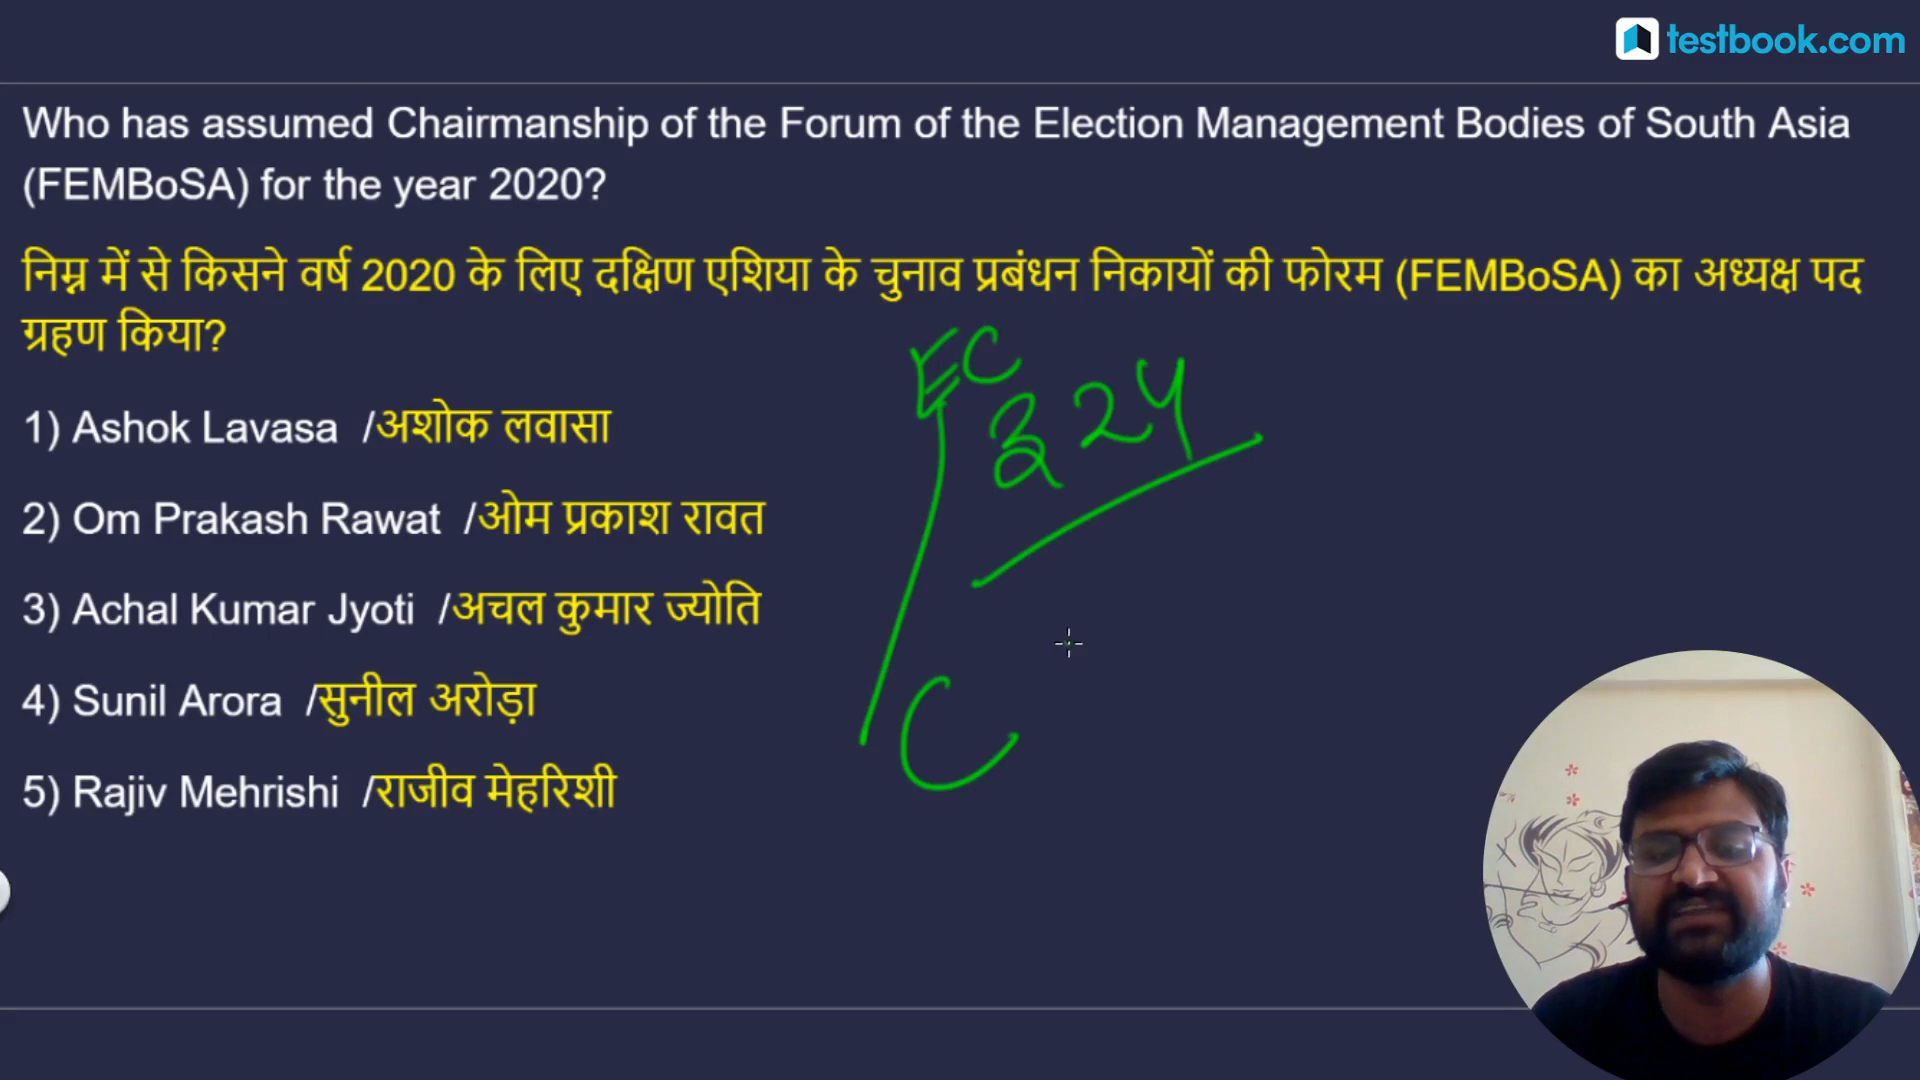 testbook.com
Who has assumed Chairmanship of the Forum of the Election Management Bodies of South Asia
(FEMBoSA) for the year 2020?
निम्न में से किसने वर्ष 2020 के लिए दक्षिण एशिया के चुनाव प्रबंधन निकायों की फोरम (FEMBoSA) का अध्यक्ष पद
ग्रहण किया?
EC
324
1) Ashok Lavasa /अशोक लवासा
2) Om Prakash Rawat /ओम प्रकाश रावत
3) Achal Kumar Jyoti /अचल कुमार ज्योति
4) Sunil Arora /सुनील अरोड़ा
C
5) Rajiv Mehrishi /राजीव मेहरिशी